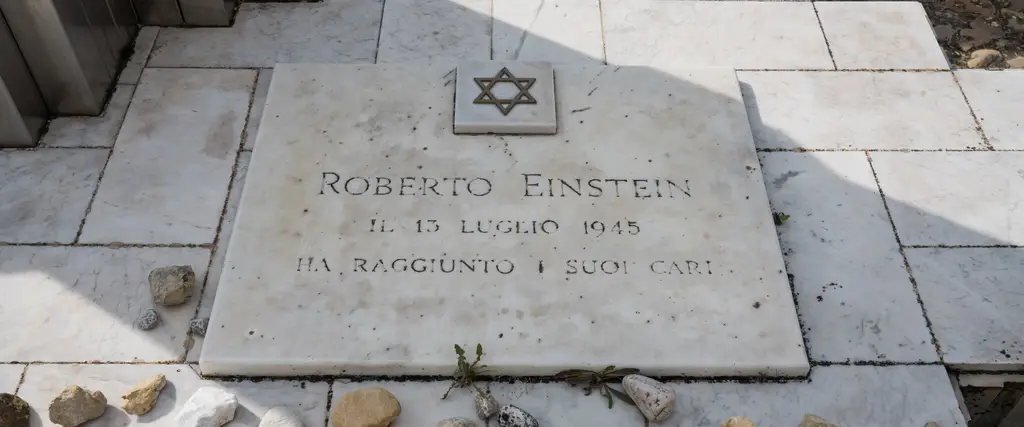 ROBERTO EINSTEIN
IL 13 LUGLIO 1945
HA RAGGIUNTO I SUOI CARI